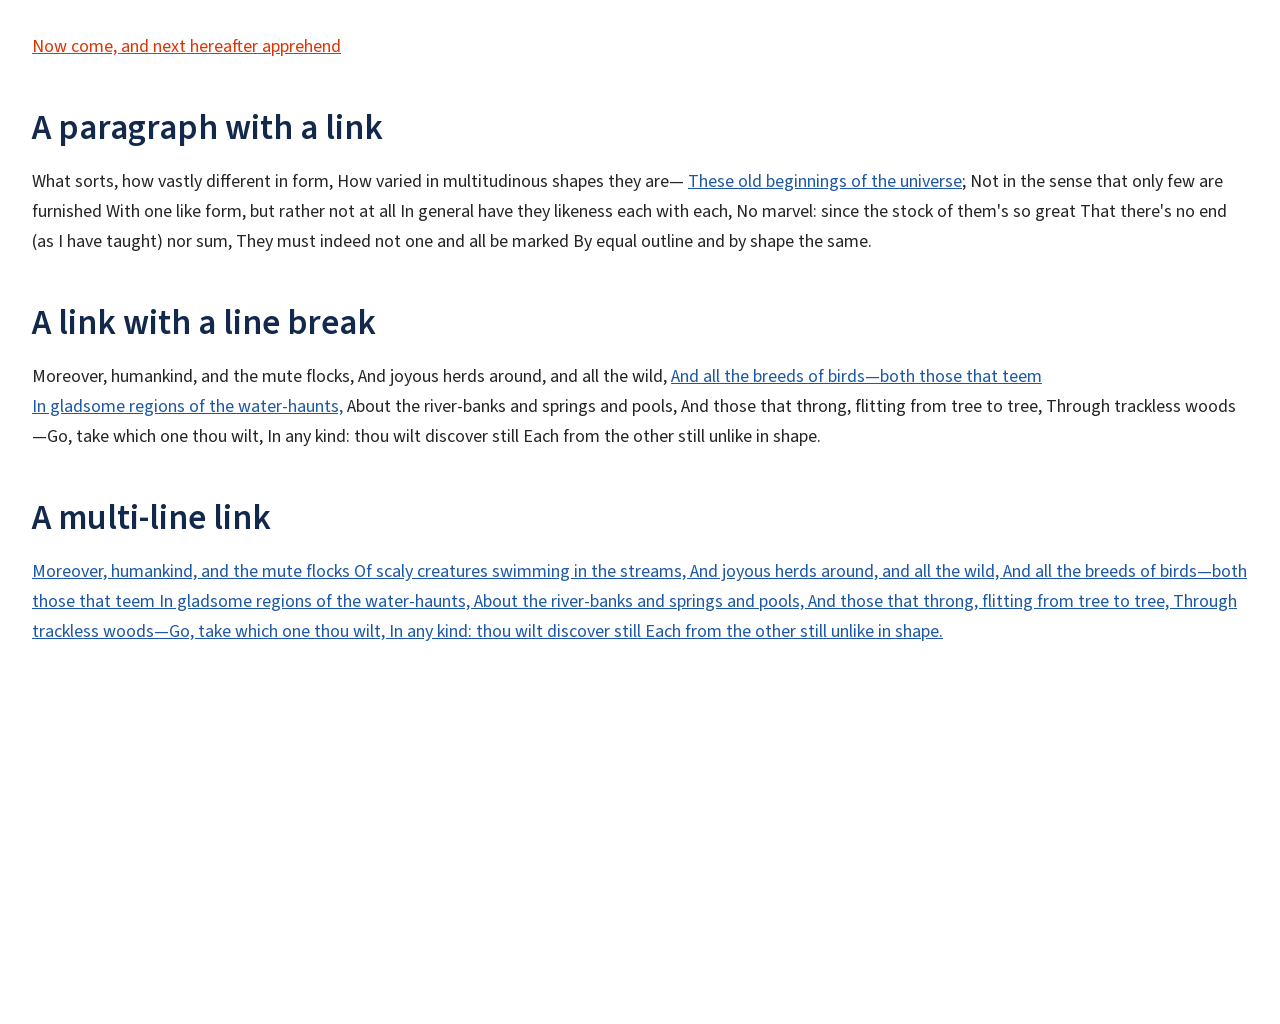 Now come, and next hereafter apprehend
A paragraph with a link
What sorts, how vastly different in form, How varied in multitudinous shapes they are— These old beginnings of the universe; Not in the sense that only few are
furnished With one like form, but rather not at all In general have they likeness each with each, No marvel: since the stock of them's so great That there's no end
(as I have taught) nor sum, They must indeed not one and all be marked By equal outline and by shape the same.
A link with a line break
Moreover, humankind, and the mute flocks, And joyous herds around, and all the wild, And all the breeds of birds—both those that teem
In gladsome regions of the water-haunts, About the river-banks and springs and pools, And those that throng, flitting from tree to tree, Through trackless woods
—Go, take which one thou wilt, In any kind: thou wilt discover still Each from the other still unlike in shape.
A multi-line link
Moreover, humankind, and the mute flocks Of scaly creatures swimming in the streams, And joyous herds around, and all the wild, And all the breeds of birds—both
those that teem In gladsome regions of the water-haunts, About the river-banks and springs and pools, And those that throng, flitting from tree to tree, Through
trackless woods—Go, take which one thou wilt, In any kind: thou wilt discover still Each from the other still unlike in shape.